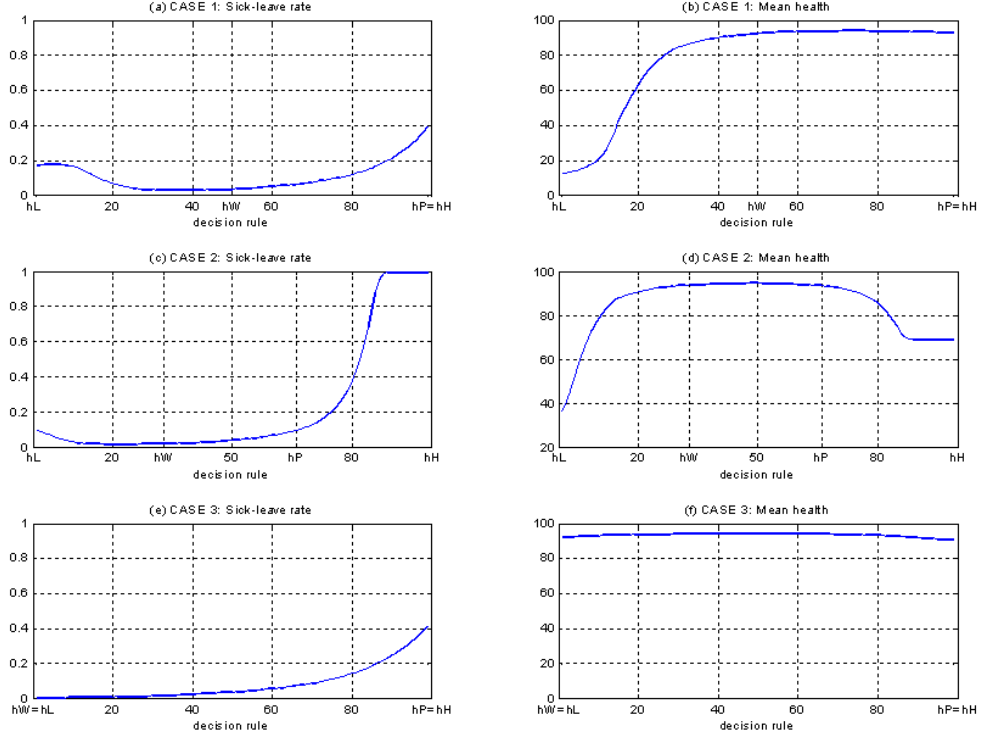 (a) CASE 1: Sick-leave rate
1
0.8
0.6
0.4
0.2
0
hL 20 40 hW 60 80 hP=hH
decision rule
(b) CASE 1: Mean health
100
80
60
40
20
0
hL 20 40 hW 60 80 hP=hH
decision rule
(c) CASE 2: Sick-leave rate
1
0.8
0.6
0.4
0.2
0
hL 20 hW 50 hP 80 hH
decision rule
(d) CASE 2: Mean health
100
80
60
40
20
hL 20 hW 50 hP 80 hH
decision rule
(e) CASE 3: Sick-leave rate
1
0.8
0.6
0.4
0.2
0
hW=hL 20 40 60 80 hP=hH
decision rule
(f) CASE 3: Mean health
100
80
60
40
20
0
hW=hL 20 40 60 80 hP=hH
decision rule